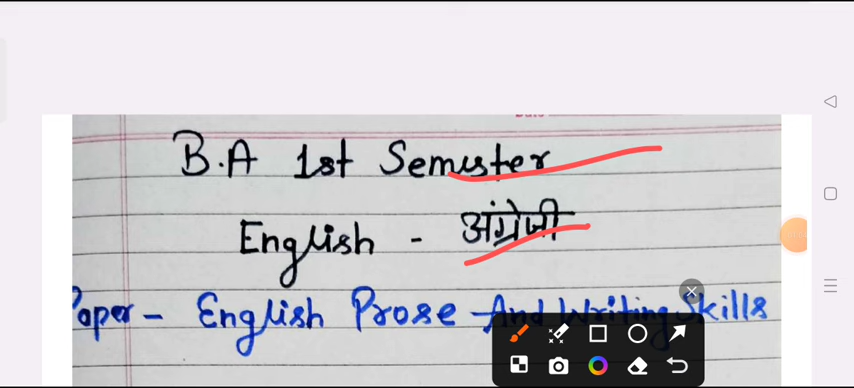 B.A 1st Semester
English - अंग्रेजी
Paper - English Prose And Writing Skills